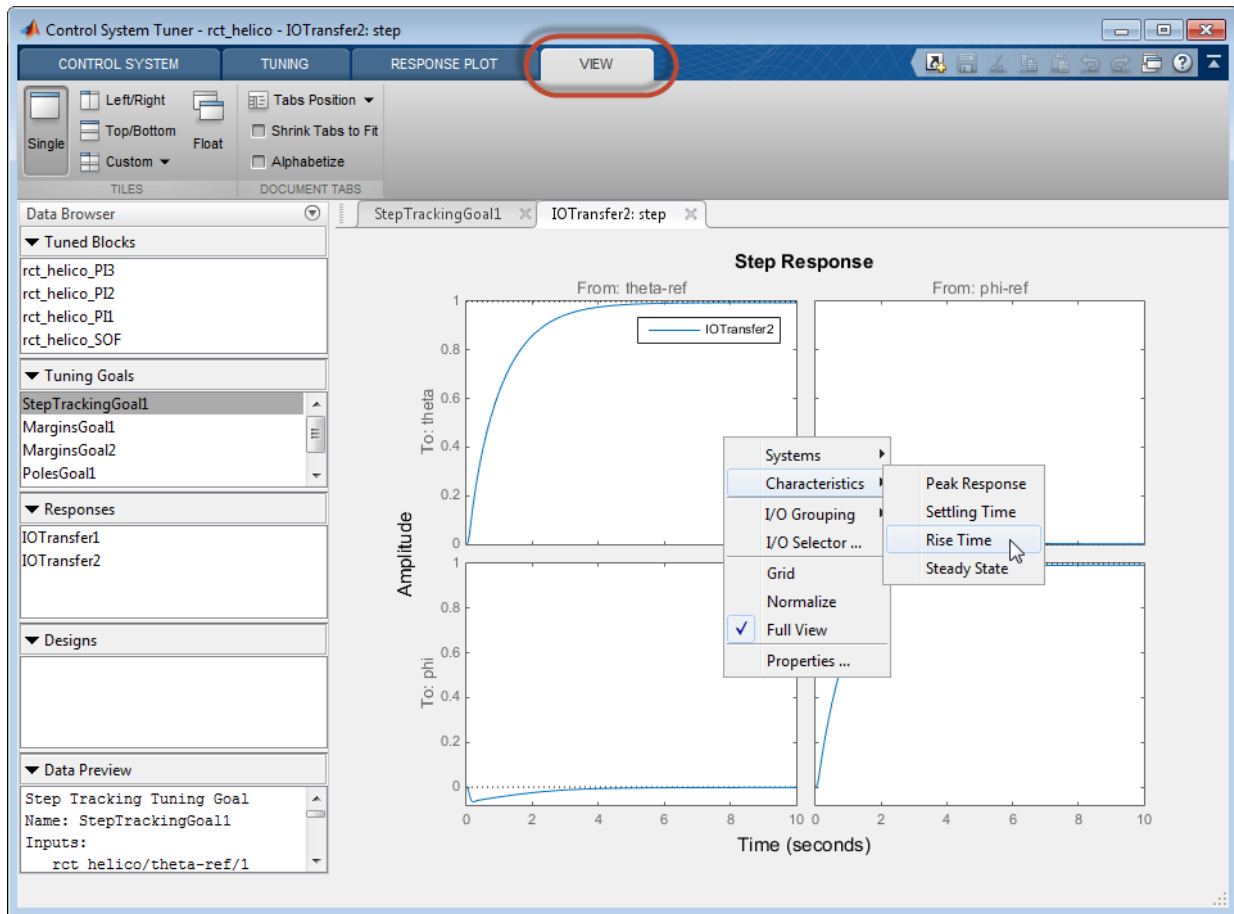 Control System Tuner - rct_helico - IOTransfer2: step
CONTROL SYSTEM TUNING RESPONSE PLOT VIEW
Single
Left/Right
Top/Bottom
Custom
Float
TILES
Tabs Position
Shrink Tabs to Fit
Alphabetize
DOCUMENT TABS
Data Browser
Tuned Blocks
rct_helico_PI3
rct_helico_PI2
rct_helico_PI1
rct_helico_SOF
Tuning Goals
StepTrackingGoal1
MarginsGoal1
MarginsGoal2
PolesGoal1
Responses
IOTransfer1
IOTransfer2
Designs
Data Preview
Step Tracking Tuning Goal
Name: StepTrackingGoal1
Inputs:
rct_helico/theta-ref/1
StepTrackingGoal1 IOTransfer2: step
Step Response
From: theta-ref From: phi-ref
IOTransfer2
To: theta
1
0.8
0.6
0.4
0.2
0
Amplitude
To: phi
1
0.8
0.6
0.4
0.2
0
0 2 4 6 8 10 0 2 4 6 8 10
Time (seconds)
Systems
Characteristics
I/O Grouping
I/O Selector ...
Grid
Normalize
Full View
Properties ...
Peak Response
Settling Time
Rise Time
Steady State